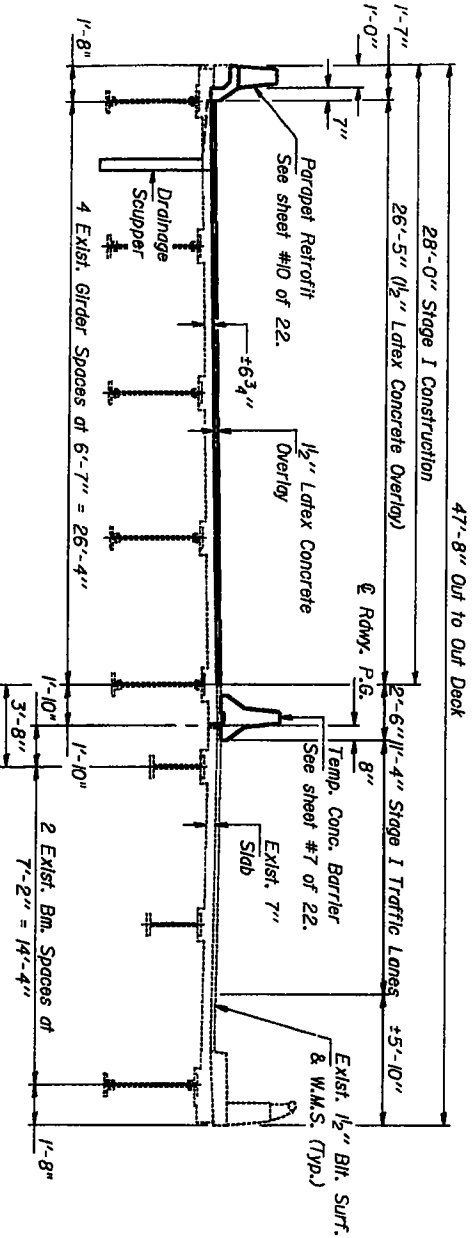 47'-8" Out to Out Deck
28'-0" Stage I Construction
1'-7"
26'-5" (1½" Latex Concrete Overlay)
2'-6"
11'-4" Stage I Traffic Lanes
±5'-10"
1'-0"
7"
℄ Rdwy. P.G.
8"
Parapet Retrofit
See sheet #10 of 22.
1½" Latex Concrete
Overlay
Temp. Conc. Barrier
See sheet #7 of 22.
Exist. 1½" Bit. Surf.
& W.M.S. (Typ.)
±6¾"
Exist. 7"
Slab
Drainage
Scupper
1'-8"
4 Exist. Girder Spaces at 6'-7" = 26'-4"
1'-10"
1'-10"
3'-8"
2 Exist. Bm. Spaces at
7'-2" = 14'-4"
1'-8"